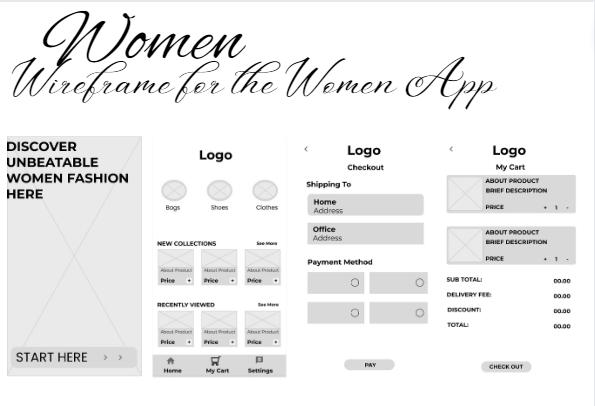 Women
Wireframe for the Women App
DISCOVER
UNBEATABLE
WOMEN FASHION
HERE
START HERE > >
Logo
Bags Shoes Clothes
NEW COLLECTIONS See More
About Product About Product About Product
Price + Price + Price +
RECENTLY VIEWED See More
About Product About Product About Product
Price + Price + Price +
Home My Cart Settings
< Logo
Checkout
Shipping To
Home
Address
Office
Address
Payment Method
PAY
< Logo
My Cart
ABOUT PRODUCT
BRIEF DESCRIPTION
PRICE + 1 -
ABOUT PRODUCT
BRIEF DESCRIPTION
PRICE + 1 -
SUB TOTAL: 00.00
DELIVERY FEE: 00.00
DISCOUNT: 00.00
TOTAL: 00.00
CHECK OUT